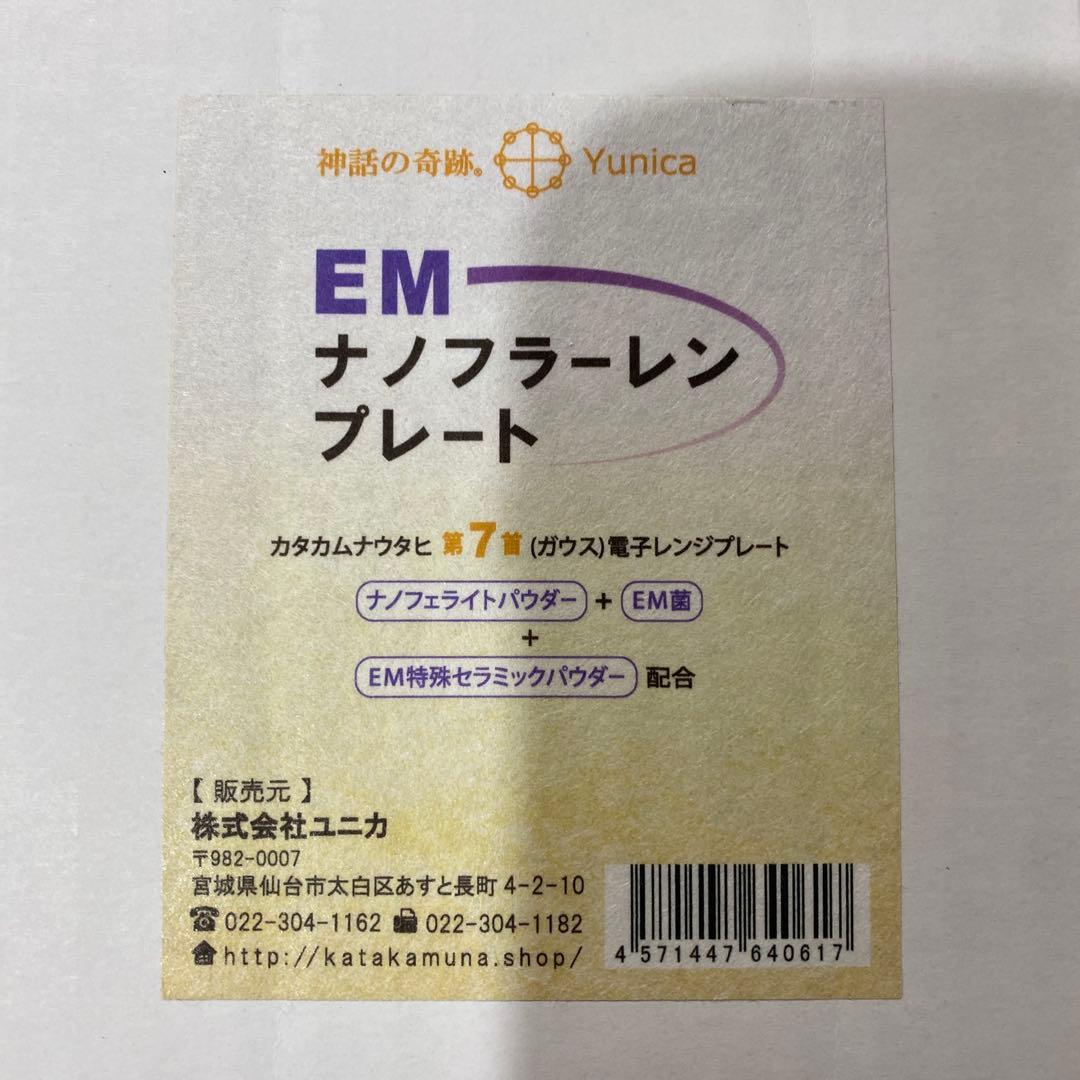 神話の奇跡® Yunica
EM
ナノフラーレン
プレート
カタカムナウタヒ 第7首 (ガウス)電子レンジプレート
ナノフェライトパウダー + EM菌
+
EM特殊セラミックパウダー 配合
【 販売元 】
株式会社ユニカ
〒982-0007
宮城県仙台市太白区あすと長町 4-2-10
☎022-304-1162 📠022-304-1182
http://katakamuna.shop/
4 571447 640617